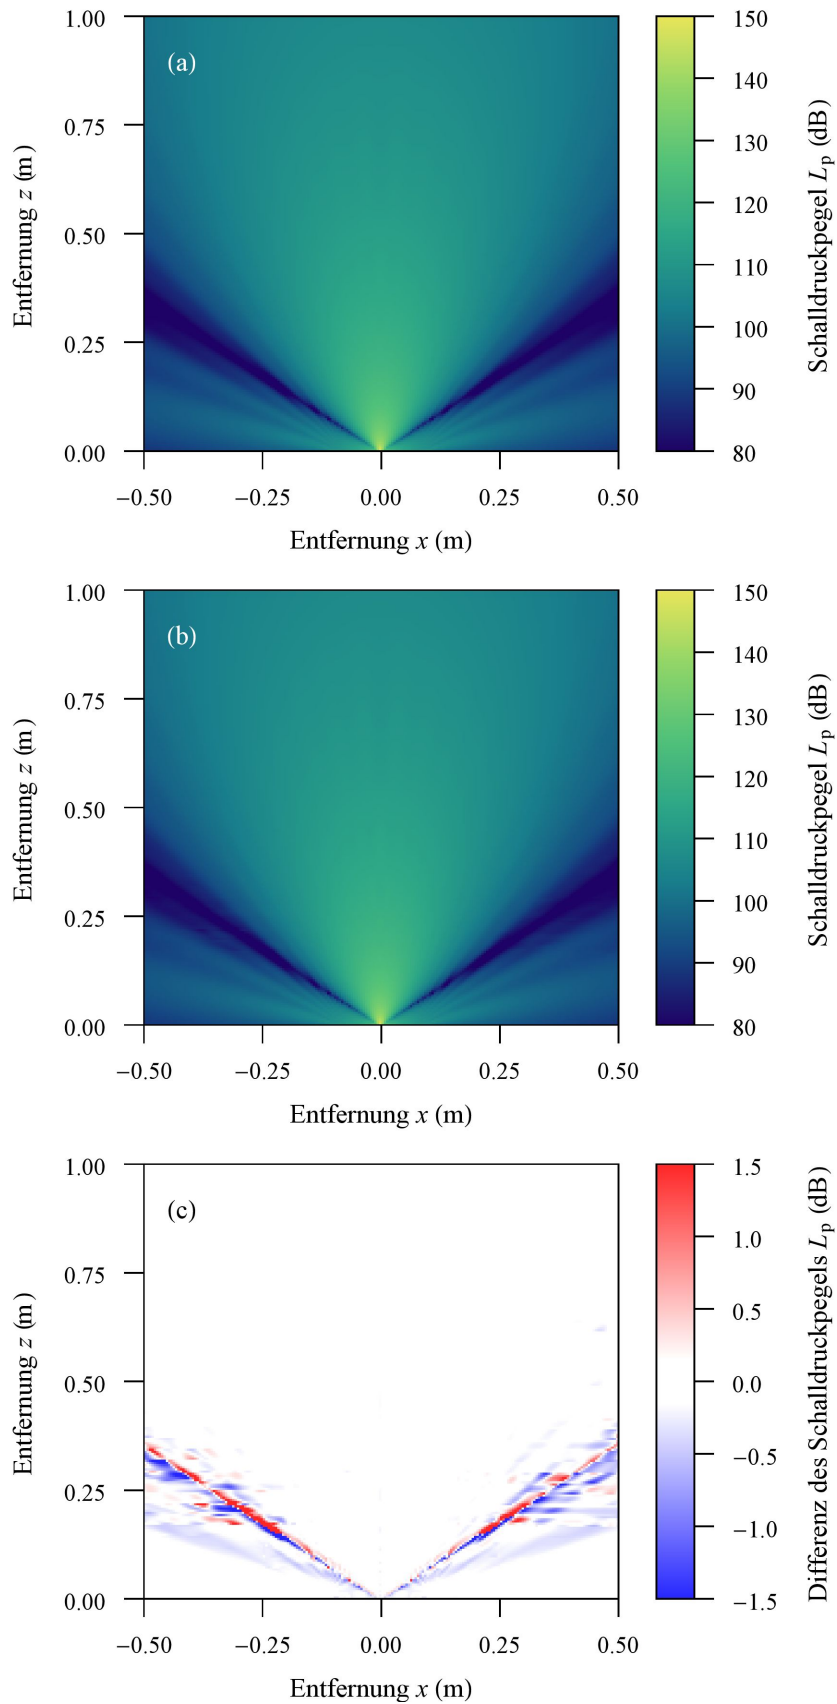 1.00
0.75
0.50
0.25
0.00
−0.50 −0.25 0.00 0.25 0.50
Entfernung x (m)
Entfernung z (m)
(a)
150
140
130
120
110
100
90
80
Schalldruckpegel Lp (dB)
1.00
0.75
0.50
0.25
0.00
−0.50 −0.25 0.00 0.25 0.50
Entfernung x (m)
Entfernung z (m)
(b)
150
140
130
120
110
100
90
80
Schalldruckpegel Lp (dB)
1.00
0.75
0.50
0.25
0.00
−0.50 −0.25 0.00 0.25 0.50
Entfernung x (m)
Entfernung z (m)
(c)
1.5
1.0
0.5
0.0
−0.5
−1.0
−1.5
Differenz des Schalldruckpegels Lp (dB)